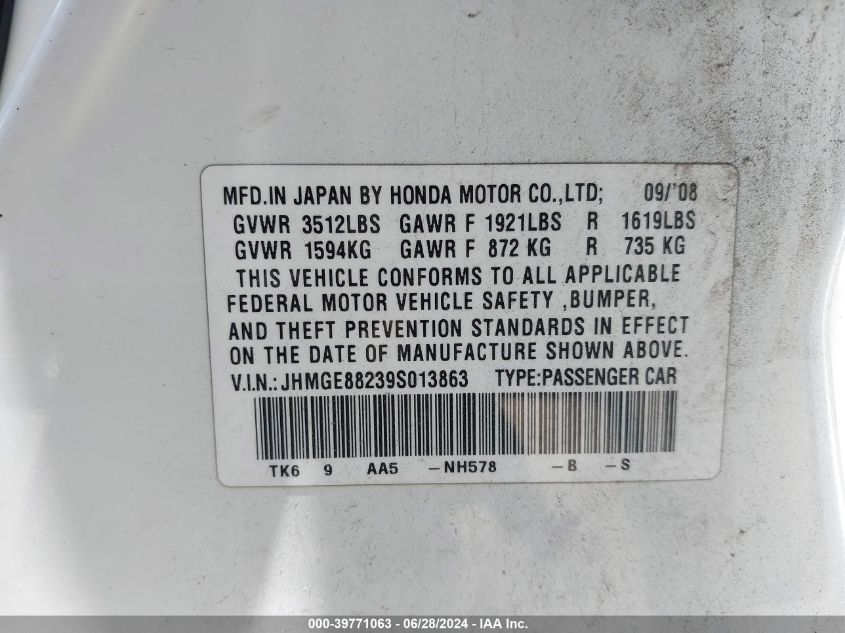 MFD.IN JAPAN BY HONDA MOTOR CO.,LTD; 09/'08
GVWR 3512LBS GAWR F 1921LBS R 1619LBS
GVWR 1594KG GAWR F 872 KG R 735 KG
THIS VEHICLE CONFORMS TO ALL APPLICABLE
FEDERAL MOTOR VEHICLE SAFETY ,BUMPER,
AND THEFT PREVENTION STANDARDS IN EFFECT
ON THE DATE OF MANUFACTURE SHOWN ABOVE.
V.I.N.: JHMGE88239S013863 TYPE:PASSENGER CAR
TK6 9 AA5 -NH578 -B -S
000-39771063 - 06/28/2024 - IAA Inc.